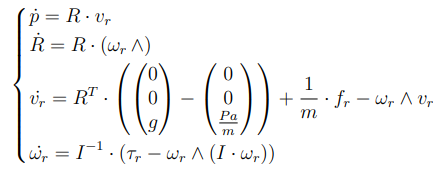 ṗ = R · v_r
Ṙ = R · (ω_r ∧)
v̇_r = R^T · ( (0 0 g) − (0 0 Pa/m) ) + 1/m · f_r − ω_r ∧ v_r
ω̇_r = I^{-1} · (τ_r − ω_r ∧ (I · ω_r))